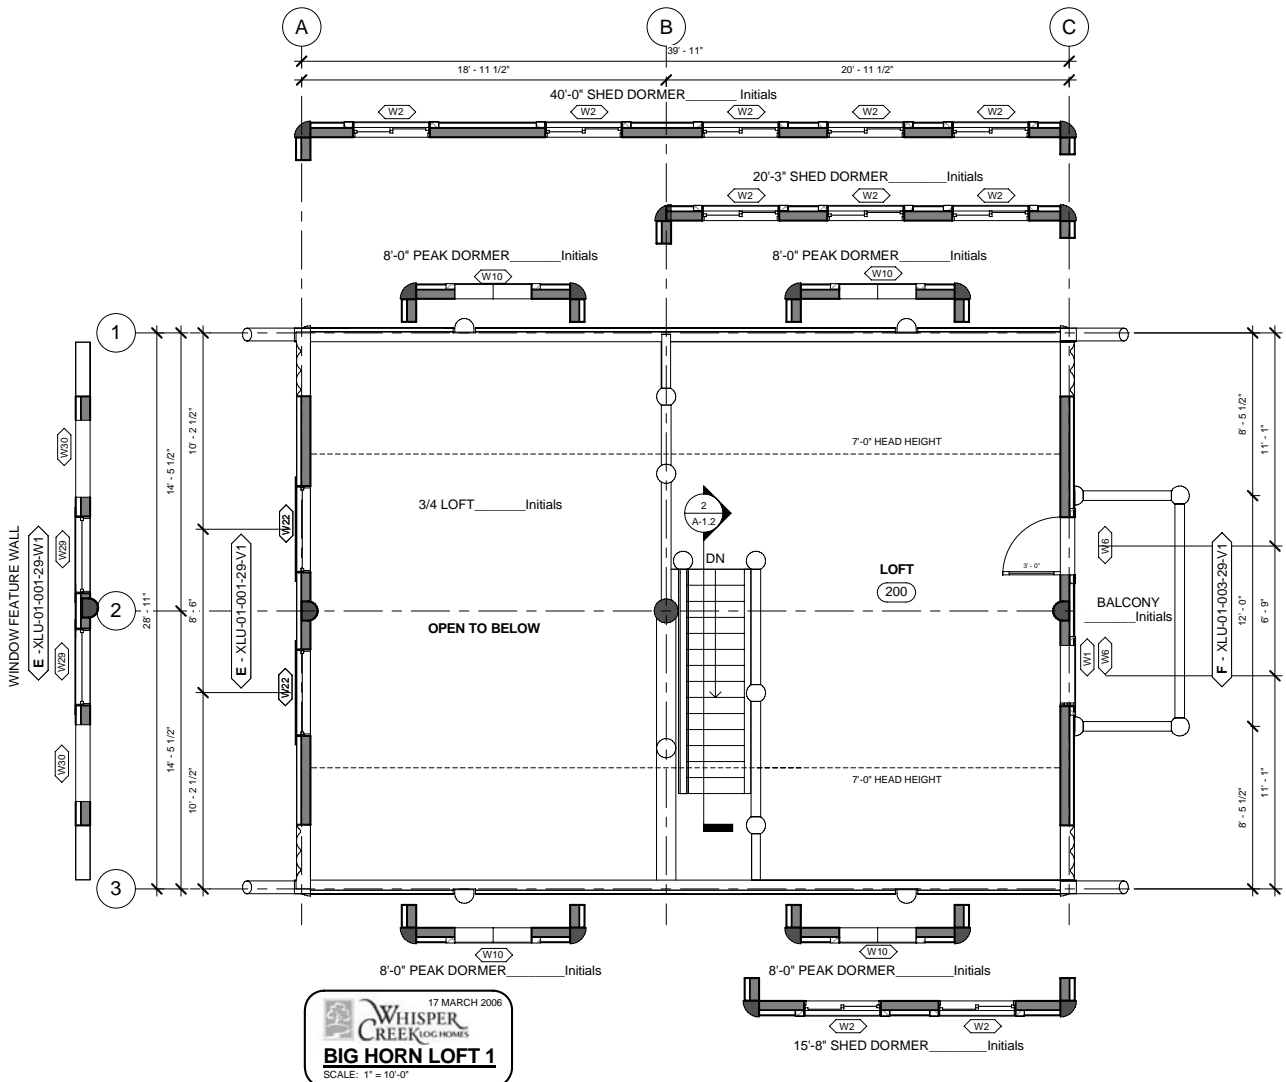 A
B
C
39' - 11"
18' - 11 1/2"
20' - 11 1/2"
40'-0" SHED DORMER_______ Initials
W2
W2
W2
W2
W2
20'-3" SHED DORMER________Initials
W2
W2
W2
8'-0" PEAK DORMER_______Initials
8'-0" PEAK DORMER________Initials
W10
W10
1
2
3
WINDOW FEATURE WALL
E -XLU-01-001-29-W1
W30
W29
W29
W30
28' - 11"
14' - 5 1/2"
14' - 5 1/2"
10' - 2 1/2"
8' - 6"
10' - 2 1/2"
E - XLU-01-001-29-V1
W22
W22
7'-0" HEAD HEIGHT
3/4 LOFT_______Initials
2
A-1.2
DN
LOFT
200
OPEN TO BELOW
7'-0" HEAD HEIGHT
3' - 0"
W6
BALCONY
_______Initials
W1
W6
F - XLU-01-003-29-V1
8' - 5 1/2"
12' - 0"
8' - 5 1/2"
11' - 1"
6' - 9"
11' - 1"
W10
W10
8'-0" PEAK DORMER________Initials
8'-0" PEAK DORMER________Initials
W2
W2
15'-8" SHED DORMER________Initials
17 MARCH 2006
WHISPER
CREEK LOG HOMES
BIG HORN LOFT 1
SCALE: 1" = 10'-0"